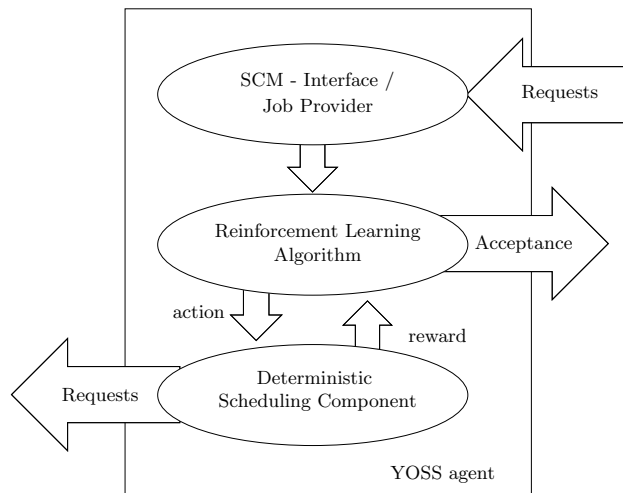 SCM - Interface /
Job Provider
Requests
Reinforcement Learning
Algorithm
Acceptance
action
reward
Deterministic
Scheduling Component
Requests
YOSS agent